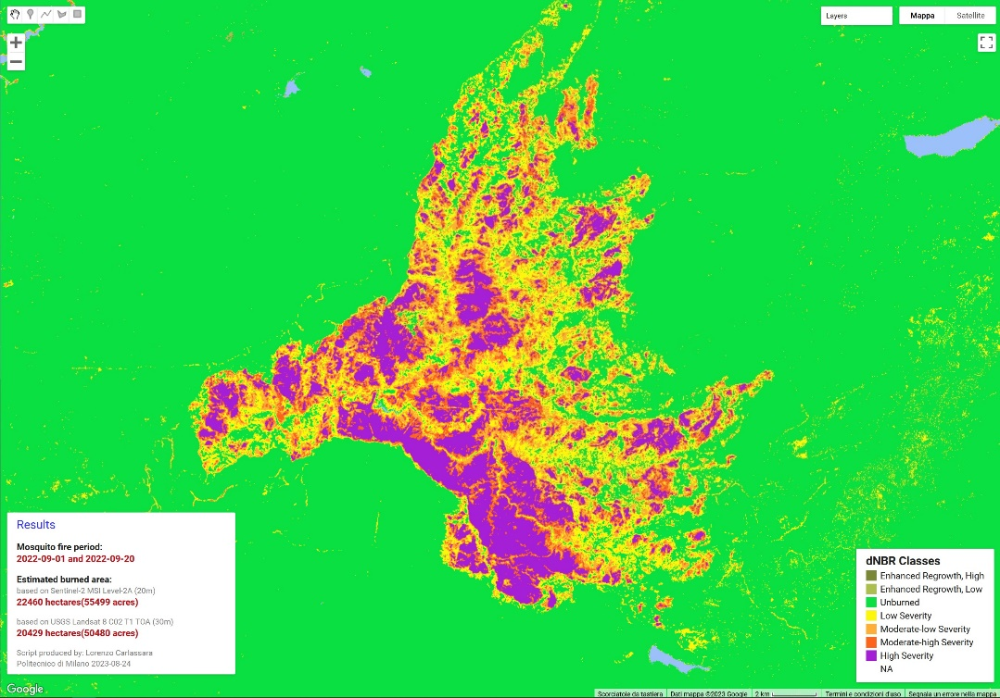 Layers
Mappa
Satellite
Results
Mosquito fire period:
2022-09-01 and 2022-09-20
Estimated burned area:
based on Sentinel-2 MSI Level-2A (20m)
22460 hectares(55499 acres)
based on USGS Landsat 8 C02 T1 TOA (30m)
20429 hectares(50480 acres)
Script produced by: Lorenzo Carlassara
Politecnico di Milano 2023-08-24
dNBR Classes
Enhanced Regrowth, High
Enhanced Regrowth, Low
Unburned
Low Severity
Moderate-low Severity
Moderate-high Severity
High Severity
NA
Google
Scorciatoie da tastiera
Dati mappa ©2023 Google
2 km
Termini e condizioni d'uso
Segnala un errore nella mappa